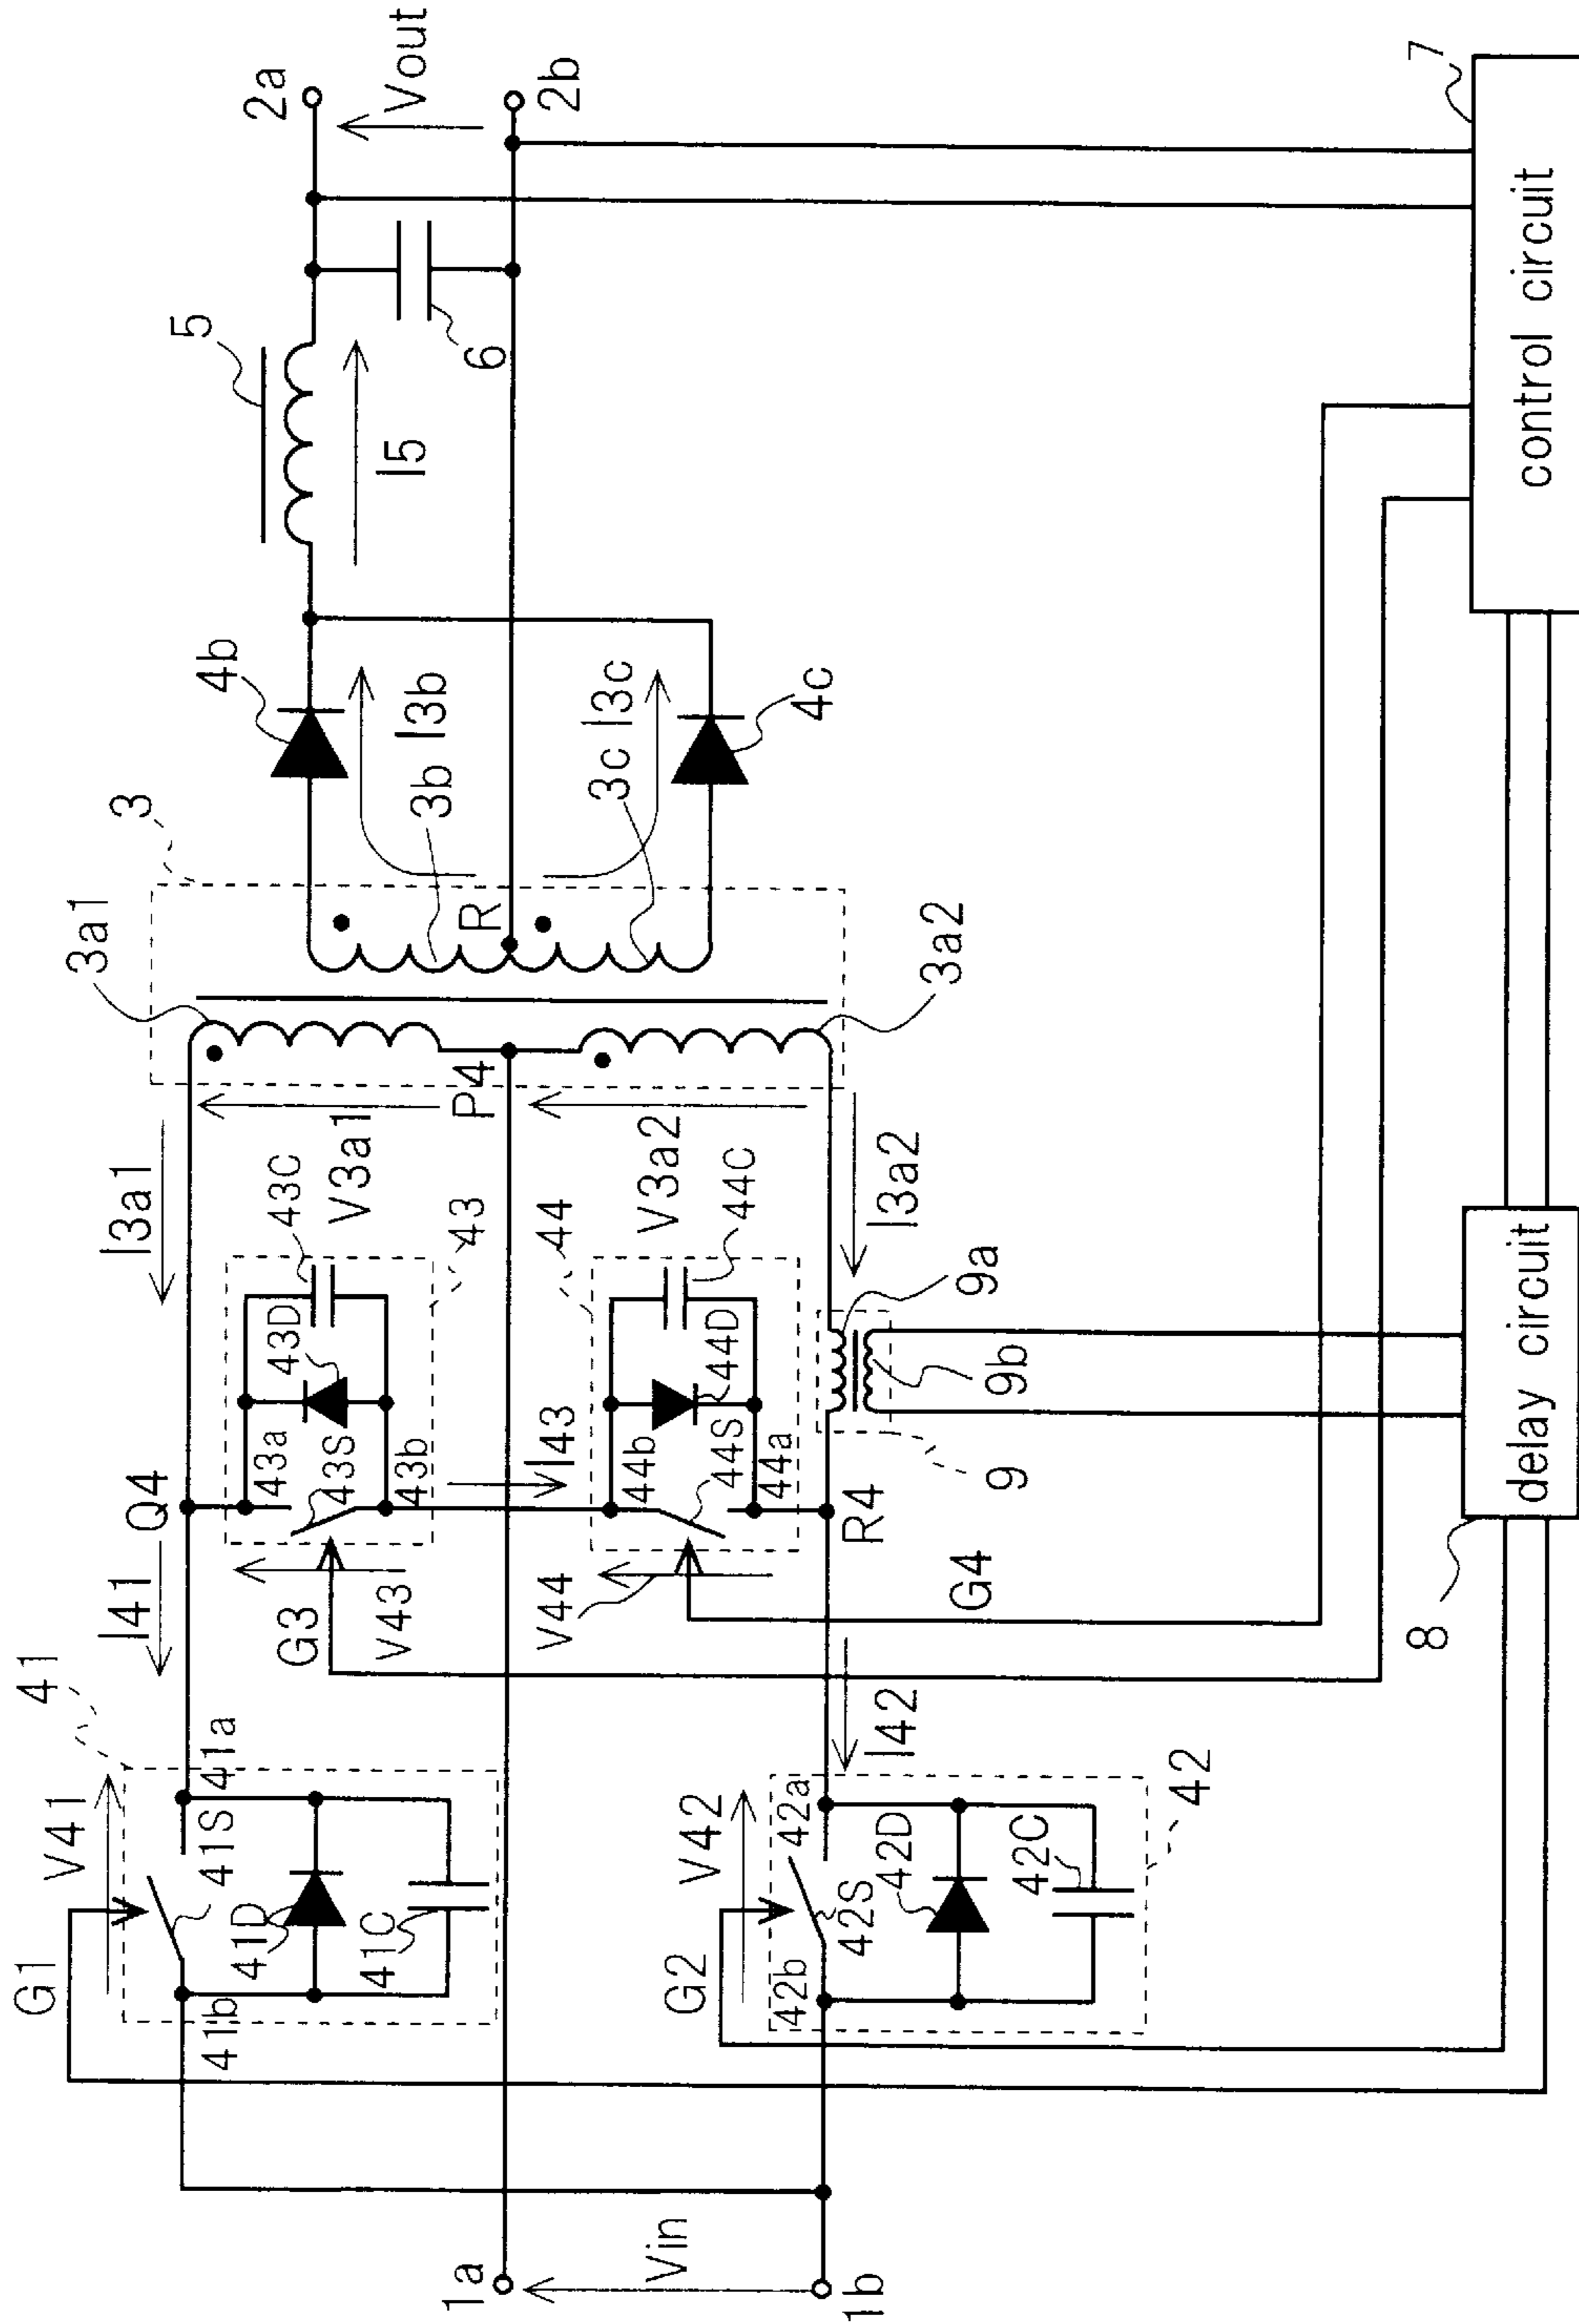 G1
V41
41
41b
41S
41a
41D
41C
I41
Q4
I3a1
3a1
3
G3
V43
43a
43S
43b
43D
43C
43
V3a1
I43
P4
V44
44
44b
44S
44a
44D
44C
V3a2
I3a2
3a2
R4
G4
9
9a
9b
G2
V42
42b
42S
42a
42D
42C
42
I42
1a
Vin
1b
3b
I3b
R
3c
I3c
4b
4c
5
I5
6
2a
Vout
2b
8
delay circuit
7
control circuit